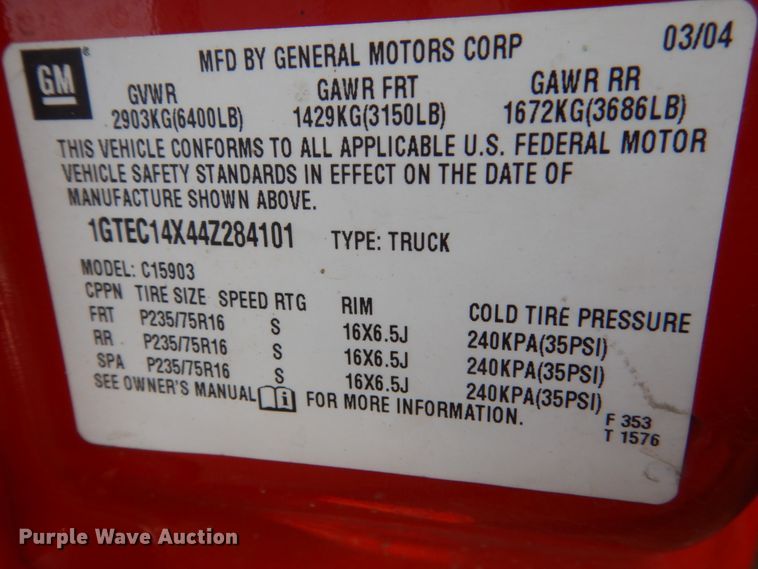 GM
MFD BY GENERAL MOTORS CORP 03/04
GVWR GAWR FRT GAWR RR
2903KG(6400LB) 1429KG(3150LB) 1672KG(3686LB)
THIS VEHICLE CONFORMS TO ALL APPLICABLE U.S. FEDERAL MOTOR
VEHICLE SAFETY STANDARDS IN EFFECT ON THE DATE OF
MANUFACTURE SHOWN ABOVE.
1GTEC14X44Z284101 TYPE: TRUCK
MODEL: C15903
CPPN TIRE SIZE SPEED RTG RIM COLD TIRE PRESSURE
FRT P235/75R16 S 16X6.5J 240KPA(35PSI)
RR P235/75R16 S 16X6.5J 240KPA(35PSI)
SPA P235/75R16 S 16X6.5J 240KPA(35PSI)
SEE OWNER'S MANUAL i FOR MORE INFORMATION.
F 353
T 1576
Purple Wave Auction